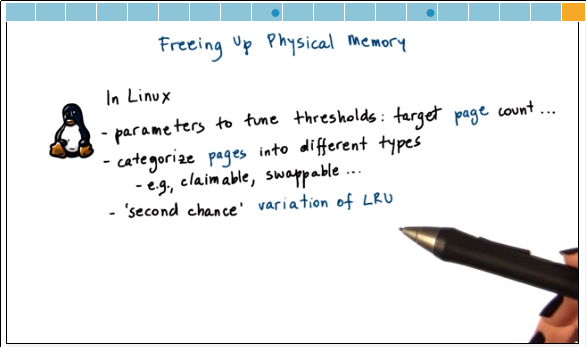 Freeing Up Physical Memory
In Linux
- parameters to tune thresholds: target page count ...
- categorize pages into different types
- e.g., claimable, swappable ...
- 'second chance' variation of LRU